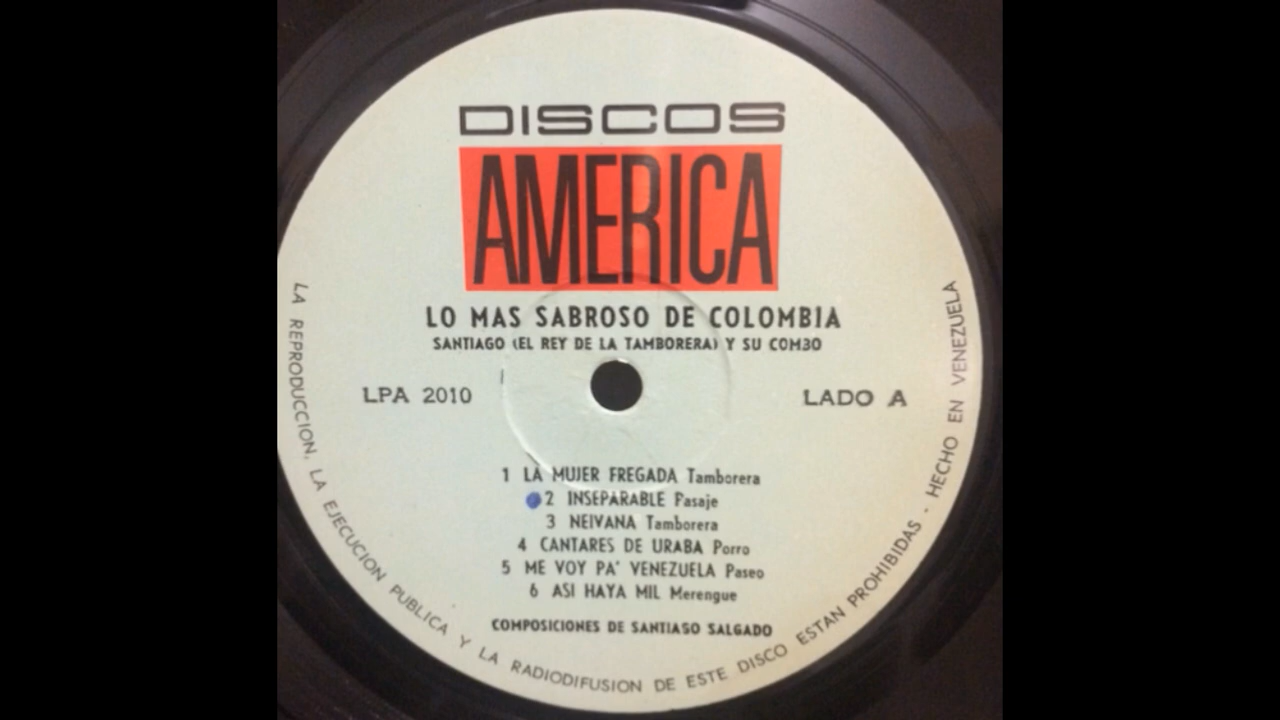 DISCOS
AMERICA
LO MAS SABROSO DE COLOMBIA
SANTIAGO (EL REY DE LA TAMBORERA) Y SU COMBO
LPA 2010
LADO A
1 LA MUJER FREGADA Tamborera
2 INSEPARABLE Pasaje
3 NEIVANA Tamborera
4 CANTARES DE URABA Porro
5 ME VOY PA' VENEZUELA Paseo
6 ASI HAYA MIL Merengue
COMPOSICIONES DE SANTIAGO SALGADO
LA REPRODUCCION, LA EJECUCION PUBLICA Y LA RADIODIFUSION DE ESTE DISCO ESTAN PROHIBIDAS - HECHO EN VENEZUELA